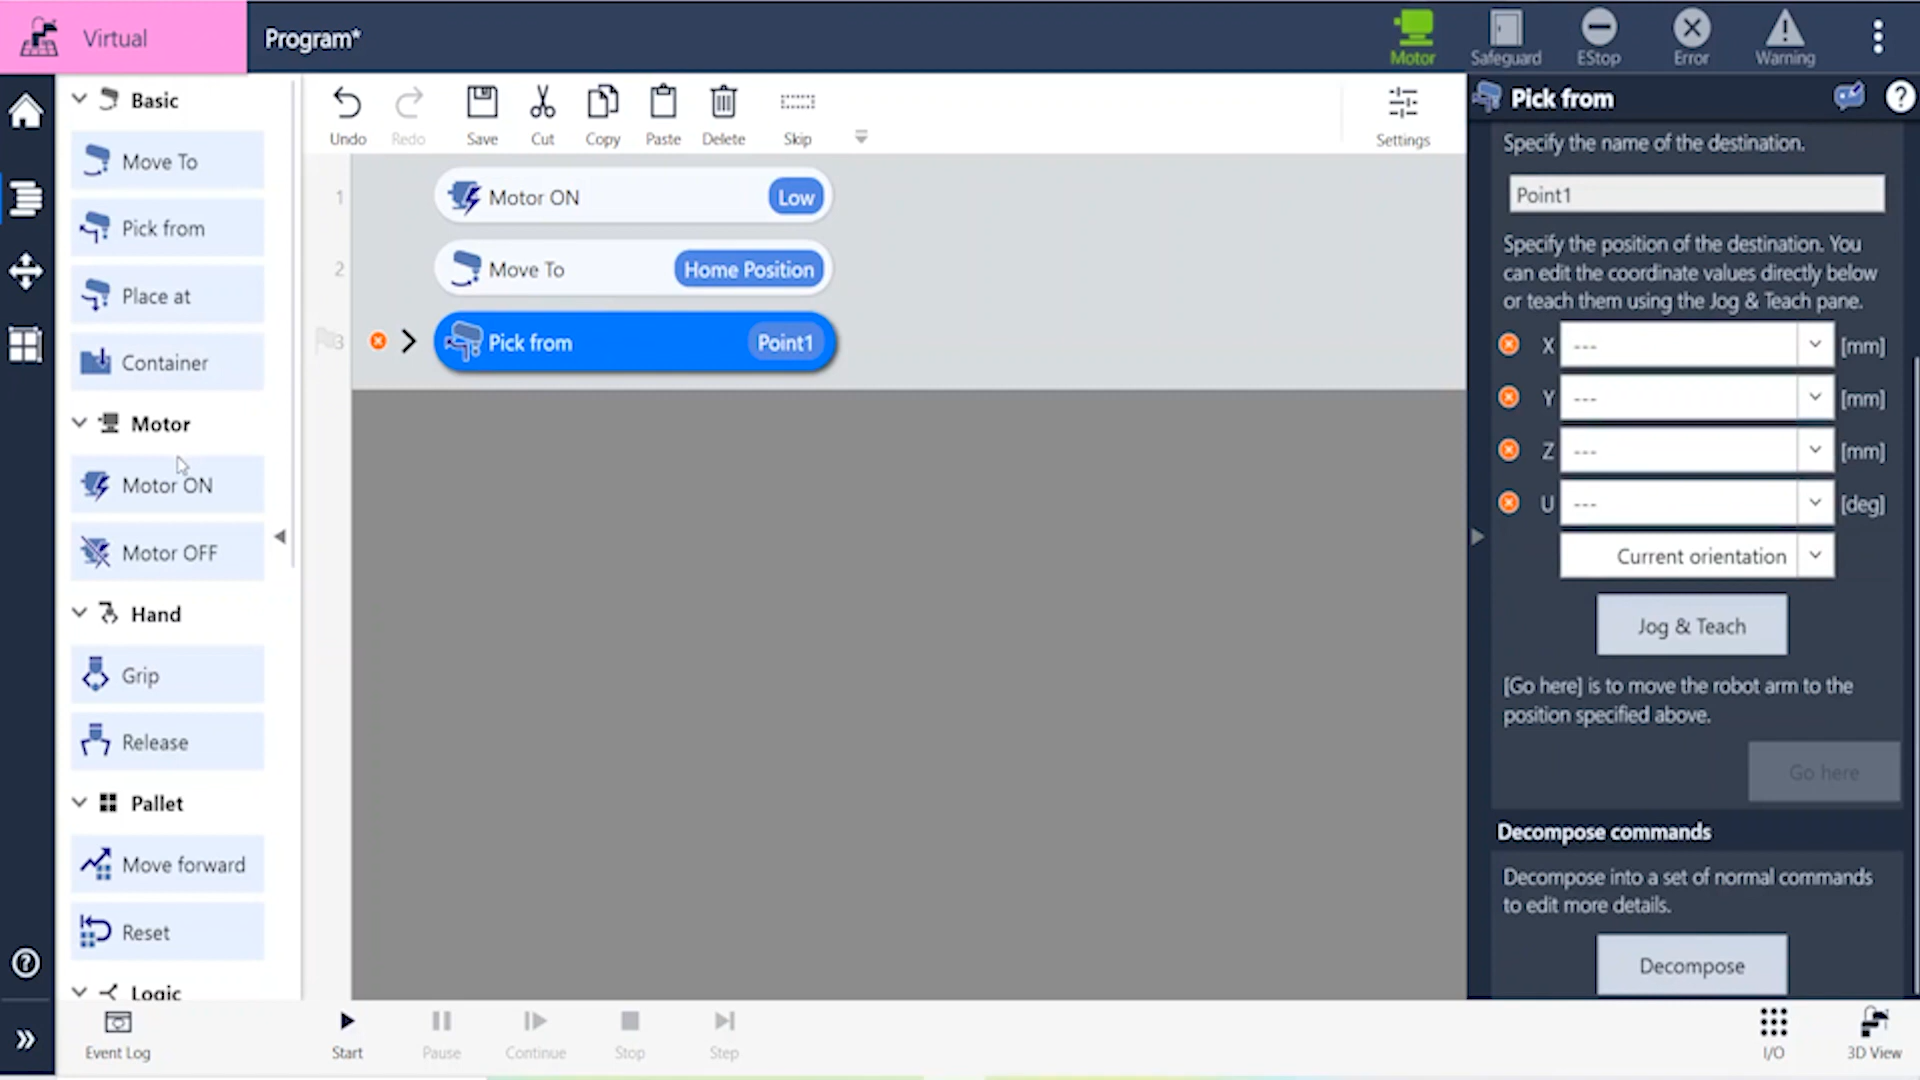 Virtual
Program*
Motor
Safeguard
EStop
Error
Warning
Basic
Move To
Pick from
Place at
Container
Motor
Motor ON
Motor OFF
Hand
Grip
Release
Pallet
Move forward
Reset
Logic
Undo
Redo
Save
Cut
Copy
Paste
Delete
Skip
Settings
1
Motor ON
Low
2
Move To
Home Position
3
Pick from
Point1
Pick from
Specify the name of the destination.
Point1
Specify the position of the destination. You
can edit the coordinate values directly below
or teach them using the Jog & Teach pane.
X --- [mm]
Y --- [mm]
Z --- [mm]
U --- [deg]
Current orientation
Jog & Teach
[Go here] is to move the robot arm to the
position specified above.
Go here
Decompose commands
Decompose into a set of normal commands
to edit more details.
Decompose
Event Log
Start
Pause
Continue
Stop
Step
I/O
3D View